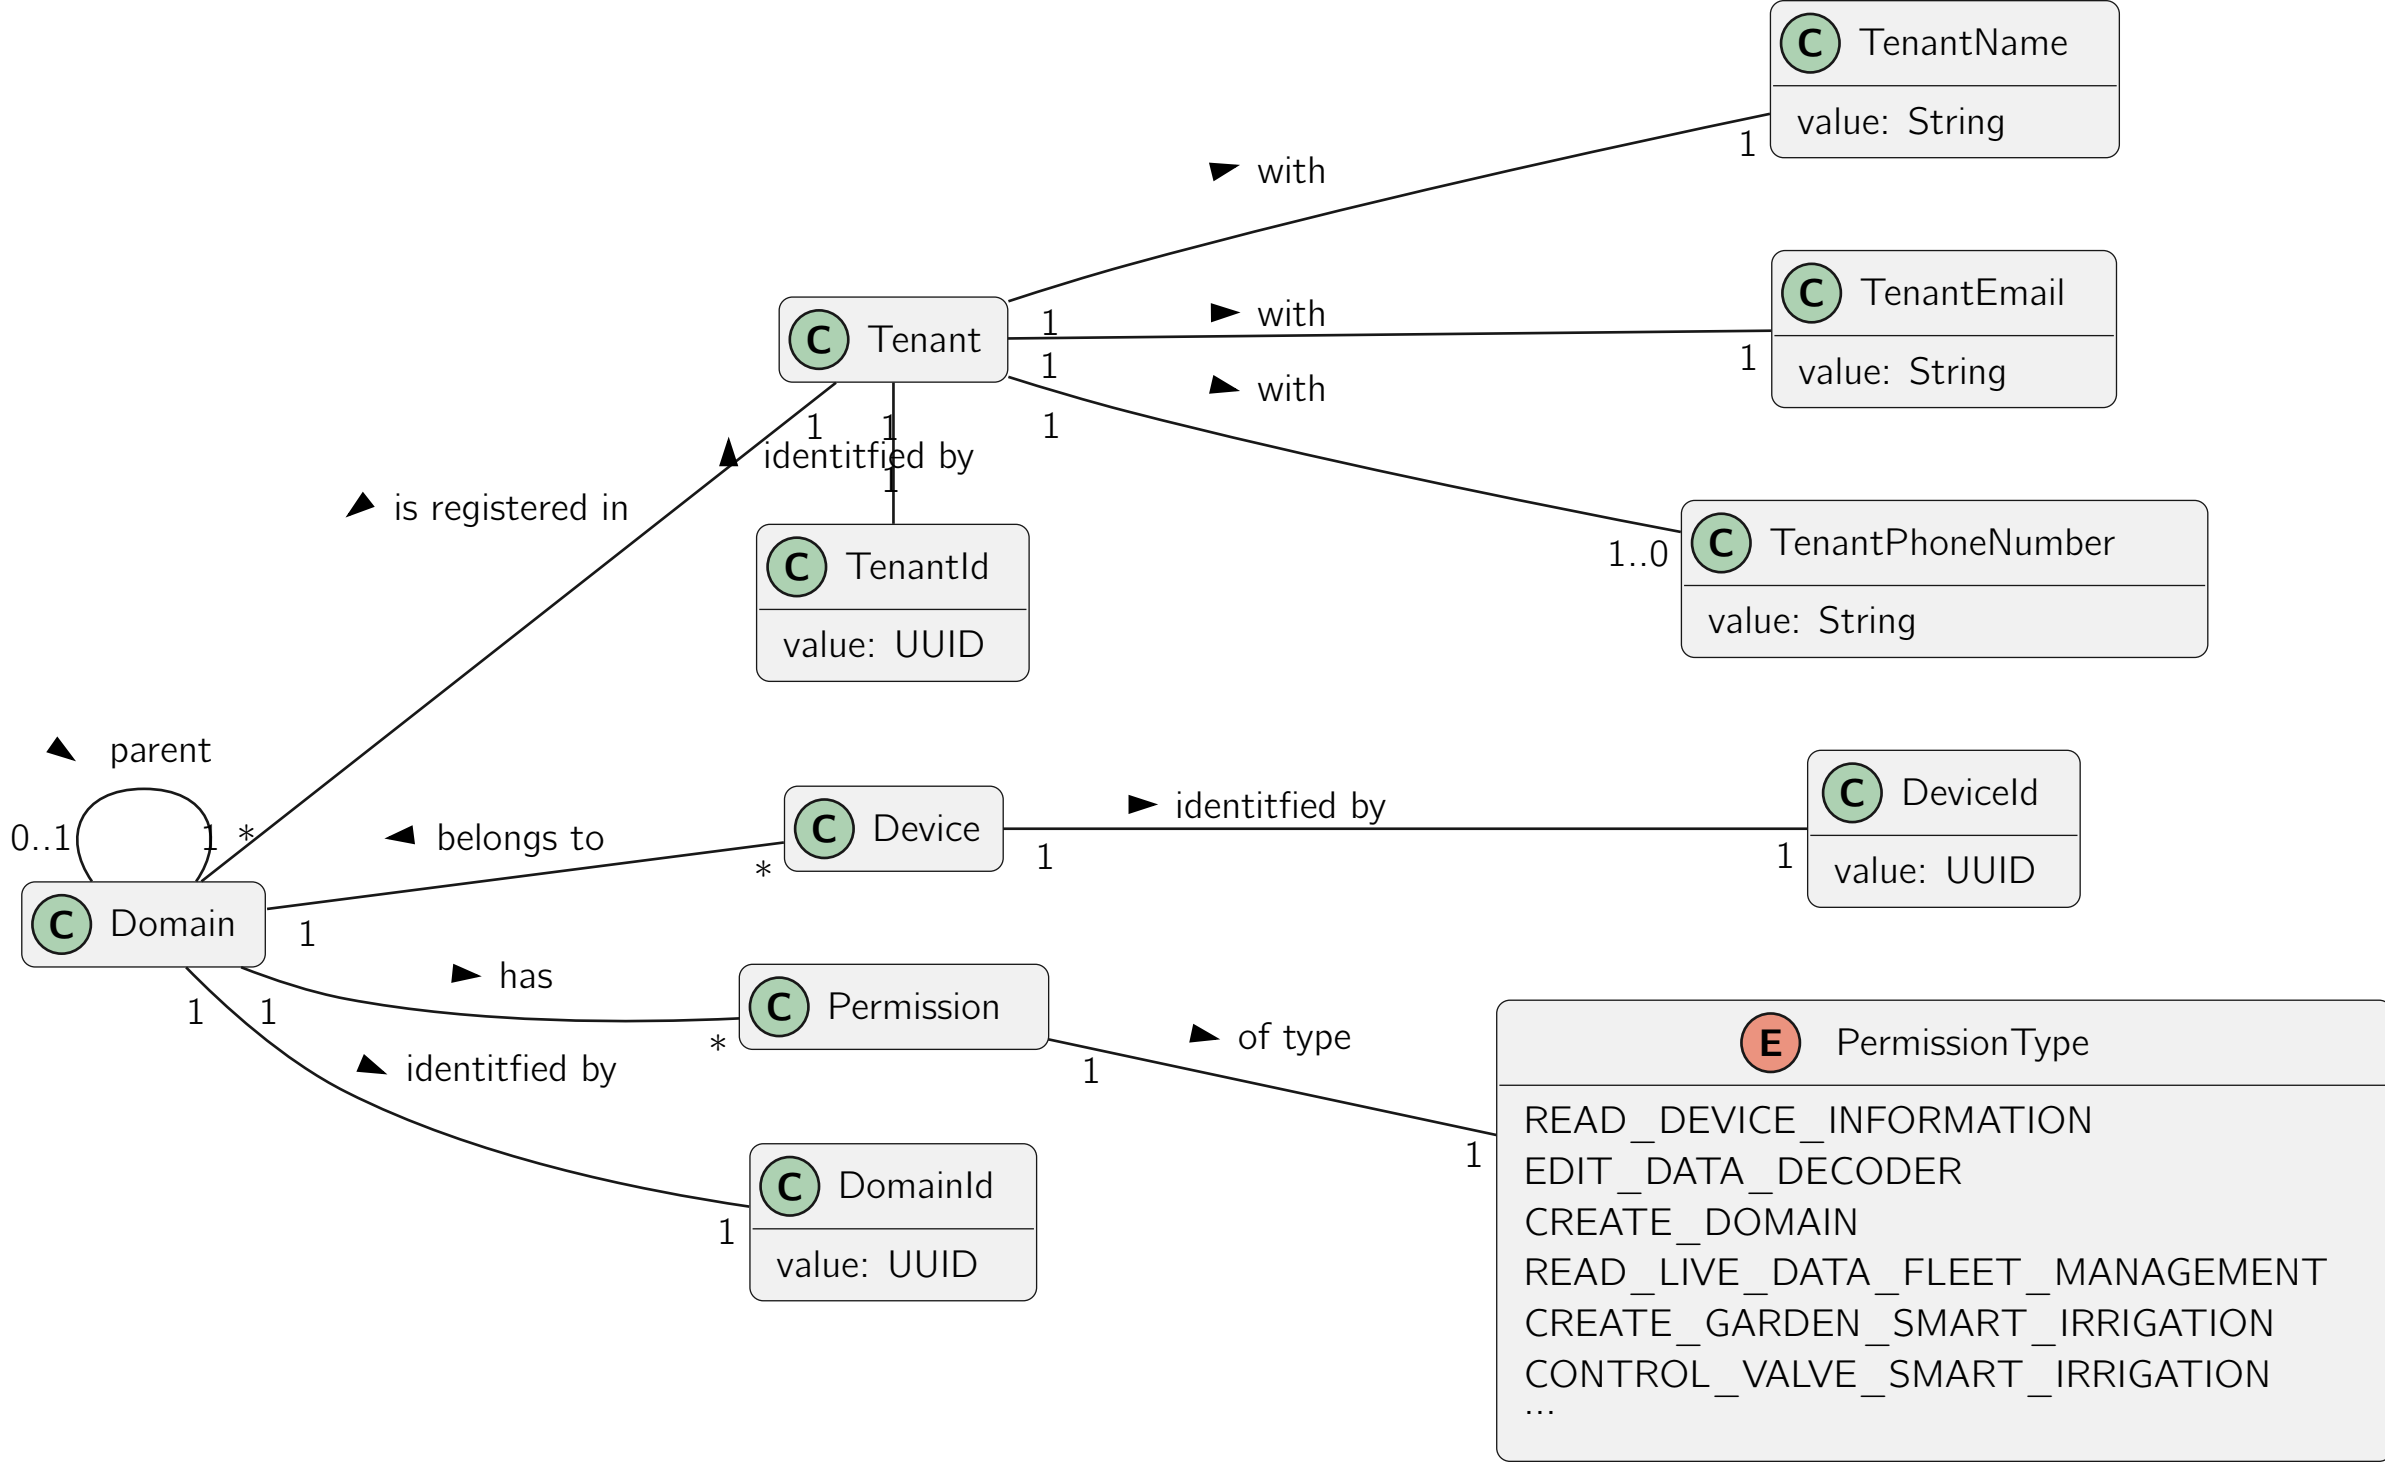 C TenantName
value: String
1
► with
C TenantEmail
value: String
1
► with
1
C Tenant
1
► with
1
1..0
C TenantPhoneNumber
value: String
1
1
identitfied by
1
is registered in
C TenantId
value: UUID
parent
0..1
1 *
belongs to
*
1
C Device
► identitfied by
1
1
C DeviceId
value: UUID
C Domain
1
1
► has
*
C Permission
► of type
1
1
► identitfied by
1
C DomainId
value: UUID
E PermissionType
READ_DEVICE_INFORMATION
EDIT_DATA_DECODER
CREATE_DOMAIN
READ_LIVE_DATA_FLEET_MANAGEMENT
CREATE_GARDEN_SMART_IRRIGATION
CONTROL_VALVE_SMART_IRRIGATION
...